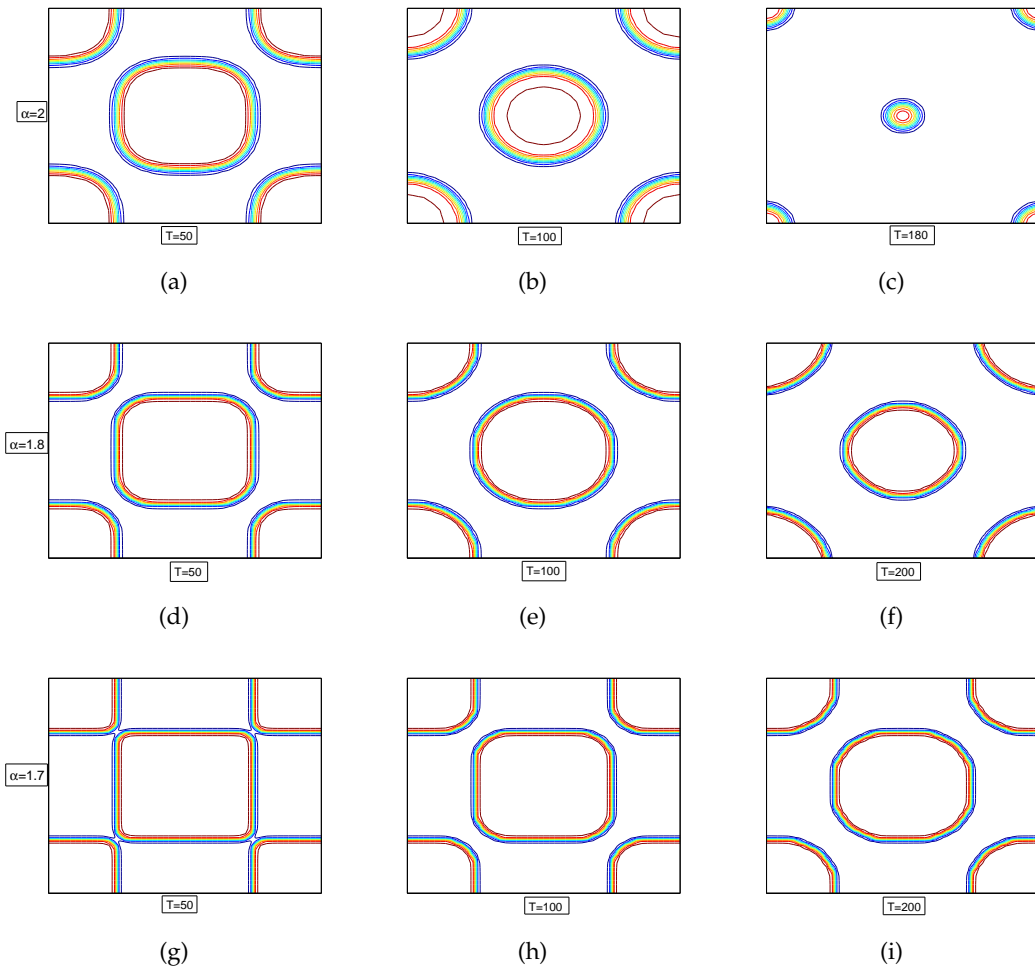 α=2
T=50
T=100
T=180
(a)
(b)
(c)
α=1.8
T=50
T=100
T=200
(d)
(e)
(f)
α=1.7
T=50
T=100
T=200
(g)
(h)
(i)